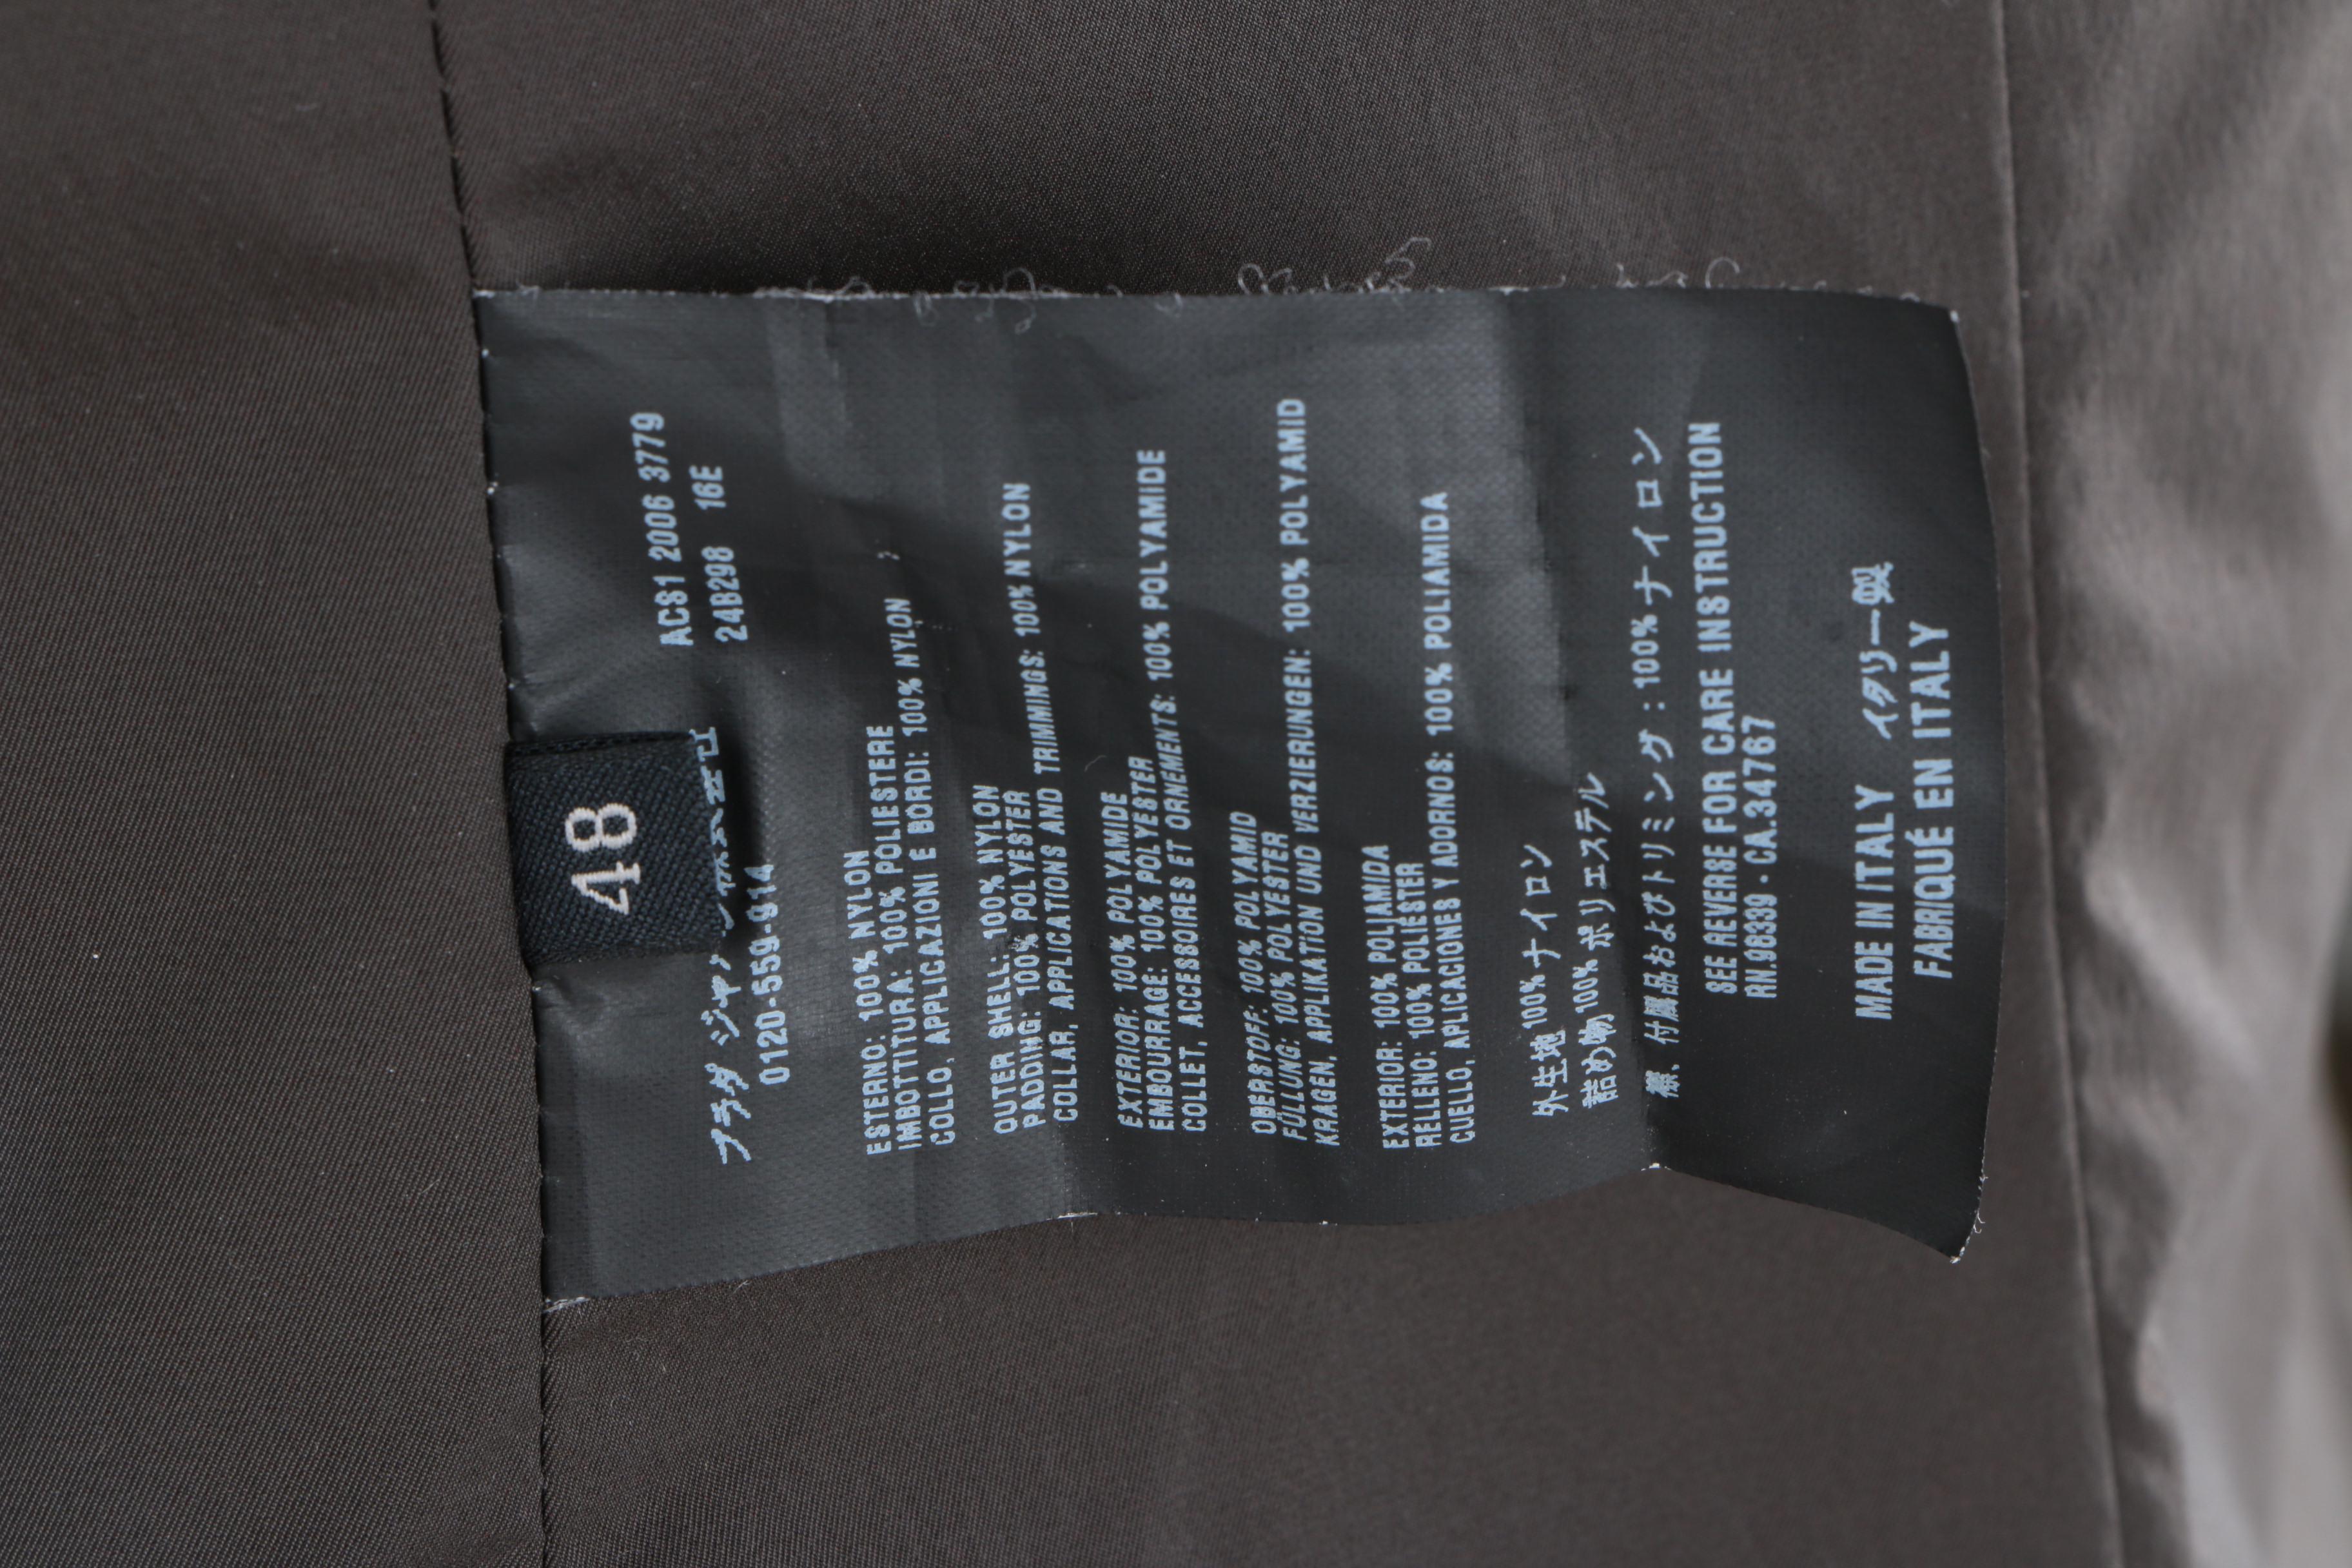 48
ACS1 2006 3779
24B298 16E
プラダ ジャパン株式会社
0120-559-914
ESTERNO: 100% NYLON
IMBOTTITURA: 100% POLIESTERE
COLLO, APPLICAZIONI E BORDI: 100% NYLON
OUTER SHELL: 100% NYLON
PADDING: 100% POLYESTER
COLLAR, APPLICATIONS AND TRIMMINGS: 100% NYLON
EXTERIOR: 100% POLYAMIDE
EMBOURRAGE: 100% POLYESTER
COLLET, ACCESSOIRES ET ORNEMENTS: 100% POLYAMIDE
OBERSTOFF: 100% POLYAMID
FULLUNG: 100% POLYESTER
KRAGEN, APPLIKATION UND VERZIERUNGEN: 100% POLYAMID
EXTERIOR: 100% POLIAMIDA
RELLENO: 100% POLIESTER
CUELLO, APLICACIONES Y ADORNOS: 100% POLIAMIDA
外生地 100% ナイロン
詰め物 100% ポリエステル
襟、付属品およびトリミング : 100% ナイロン
SEE REVERSE FOR CARE INSTRUCTION
RN.98339 - CA.34767
MADE IN ITALY イタリー製
FABRIQUÉ EN ITALY